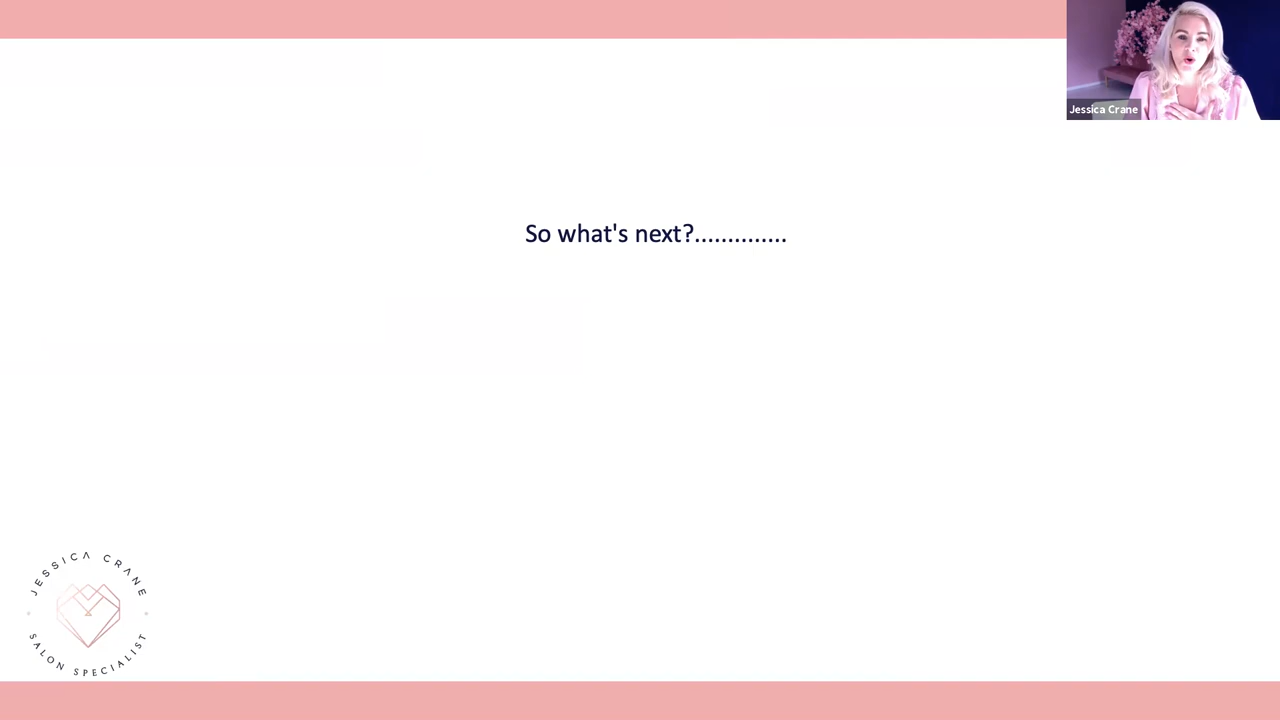 Jessica Crane
So what's next?..............
JESSICA CRANE
SALON SPECIALIST